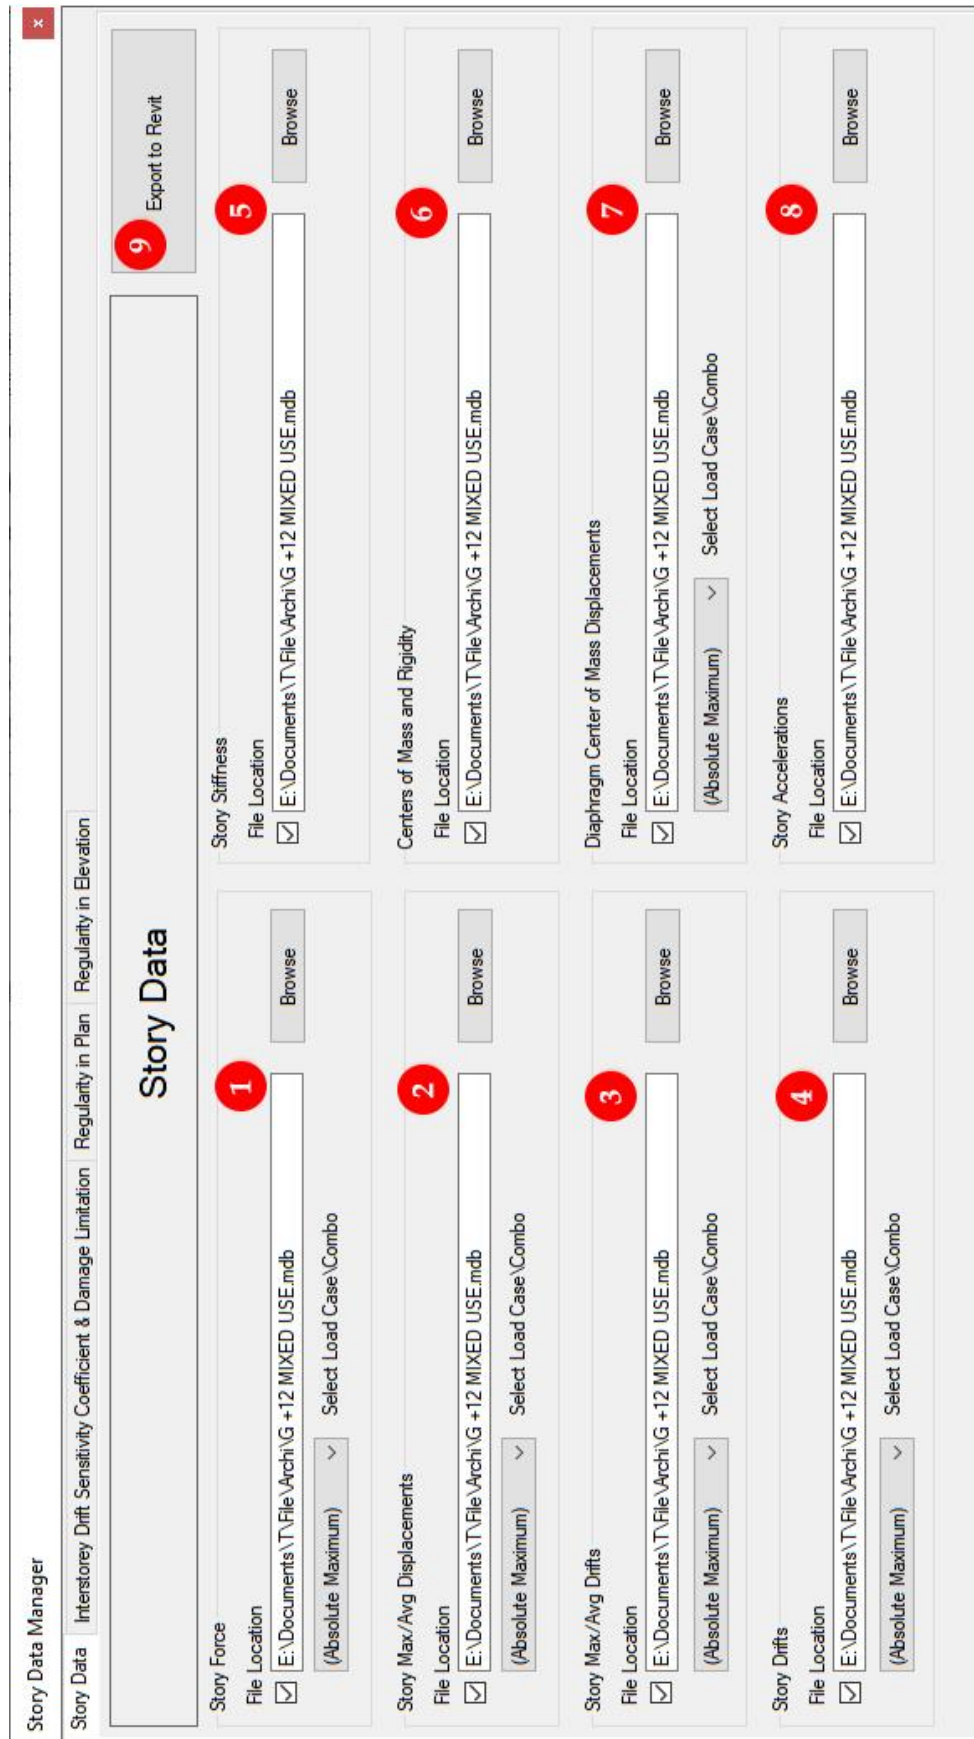 Story Data Manager
x
Story Data Interstorey Drift Sensitivity Coefficient & Damage Limitation Regularity in Plan Regularity in Elevation
Story Data
9
Export to Revit
Story Force
File Location
1
E:\Documents\T\File\Archi\G +12 MIXED USE.mdb
Browse
(Absolute Maximum)
Select Load Case\Combo
Story Max/Avg Displacements
File Location
2
E:\Documents\T\File\Archi\G +12 MIXED USE.mdb
Browse
(Absolute Maximum)
Select Load Case\Combo
Story Max/Avg Drifts
File Location
3
E:\Documents\T\File\Archi\G +12 MIXED USE.mdb
Browse
(Absolute Maximum)
Select Load Case\Combo
Story Drifts
File Location
4
E:\Documents\T\File\Archi\G +12 MIXED USE.mdb
Browse
(Absolute Maximum)
Select Load Case\Combo
Story Stiffness
File Location
5
E:\Documents\T\File\Archi\G +12 MIXED USE.mdb
Browse
Centers of Mass and Rigidity
File Location
6
E:\Documents\T\File\Archi\G +12 MIXED USE.mdb
Browse
Diaphragm Center of Mass Displacements
File Location
7
E:\Documents\T\File\Archi\G +12 MIXED USE.mdb
Browse
(Absolute Maximum)
Select Load Case\Combo
Story Accelerations
File Location
8
E:\Documents\T\File\Archi\G +12 MIXED USE.mdb
Browse